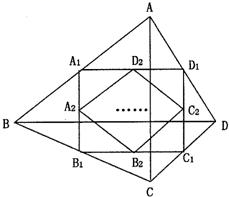 A
A₁ D₂ D₁
A₂ ...... C₂
B D
B₁ B₂ C₁
C